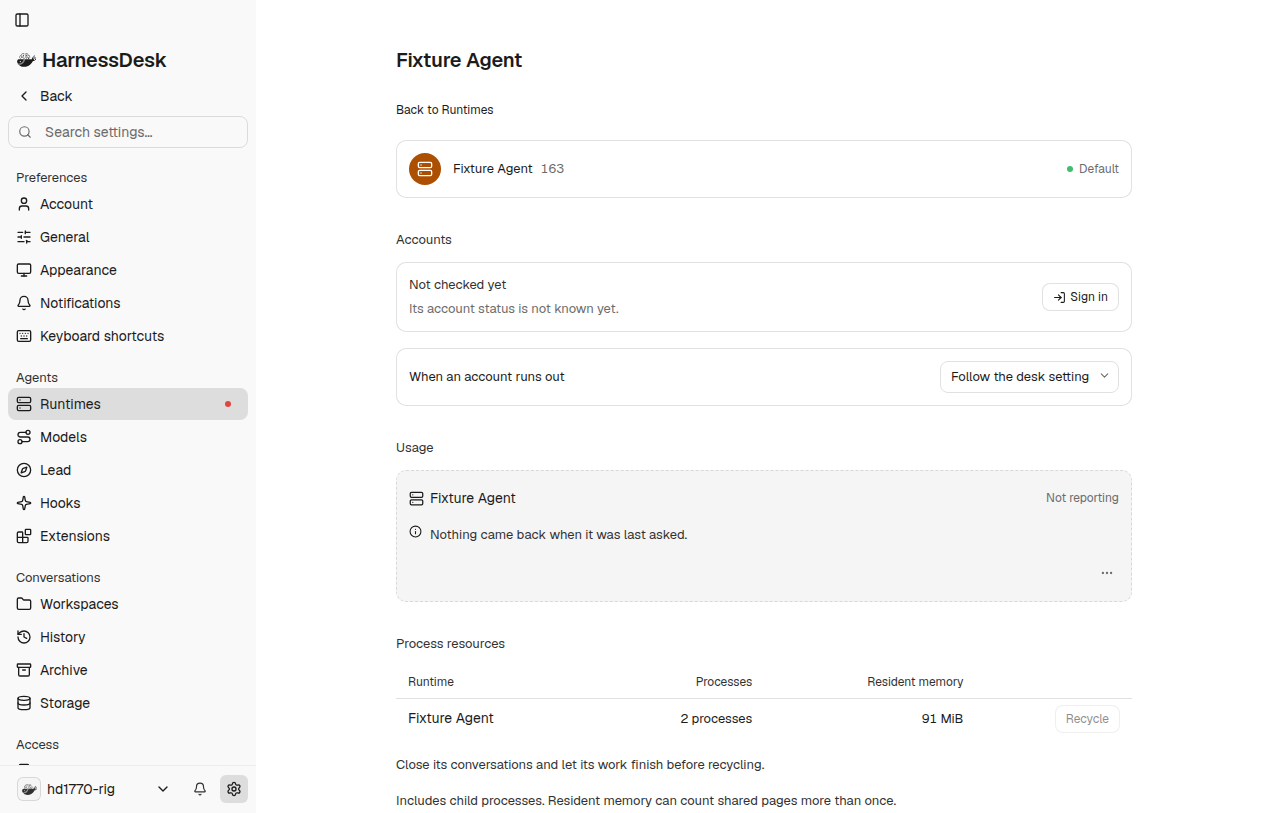 HarnessDesk
Back
Search settings...
Preferences
Account
General
Appearance
Notifications
Keyboard shortcuts
Agents
Runtimes
Models
Lead
Hooks
Extensions
Conversations
Workspaces
History
Archive
Storage
Access
hd1770-rig
Fixture Agent
Back to Runtimes
Fixture Agent 163 Default
Accounts
Not checked yet
Its account status is not known yet.
Sign in
When an account runs out Follow the desk setting
Usage
Fixture Agent Not reporting
Nothing came back when it was last asked.
Process resources
Runtime Processes Resident memory
Fixture Agent 2 processes 91 MiB Recycle
Close its conversations and let its work finish before recycling.
Includes child processes. Resident memory can count shared pages more than once.